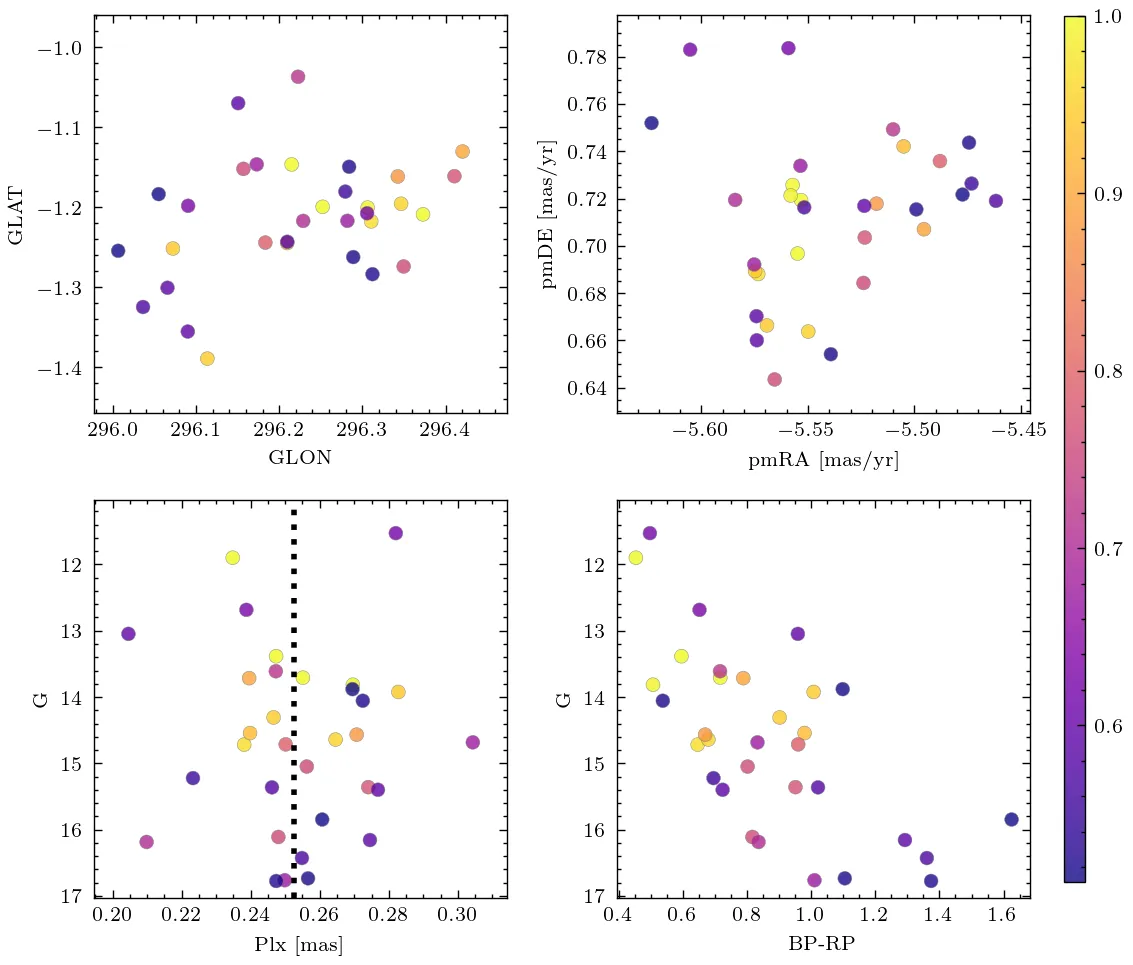 −1.0
−1.1
−1.2
−1.3
−1.4
GLAT
296.0 296.1 296.2 296.3 296.4
GLON
0.78
0.76
0.74
0.72
0.70
0.68
0.66
0.64
pmDE [mas/yr]
−5.60 −5.55 −5.50 −5.45
pmRA [mas/yr]
1.0
0.9
0.8
0.7
0.6
12
13
14
15
16
17
G
0.20 0.22 0.24 0.26 0.28 0.30
Plx [mas]
12
13
14
15
16
17
G
0.4 0.6 0.8 1.0 1.2 1.4 1.6
BP-RP